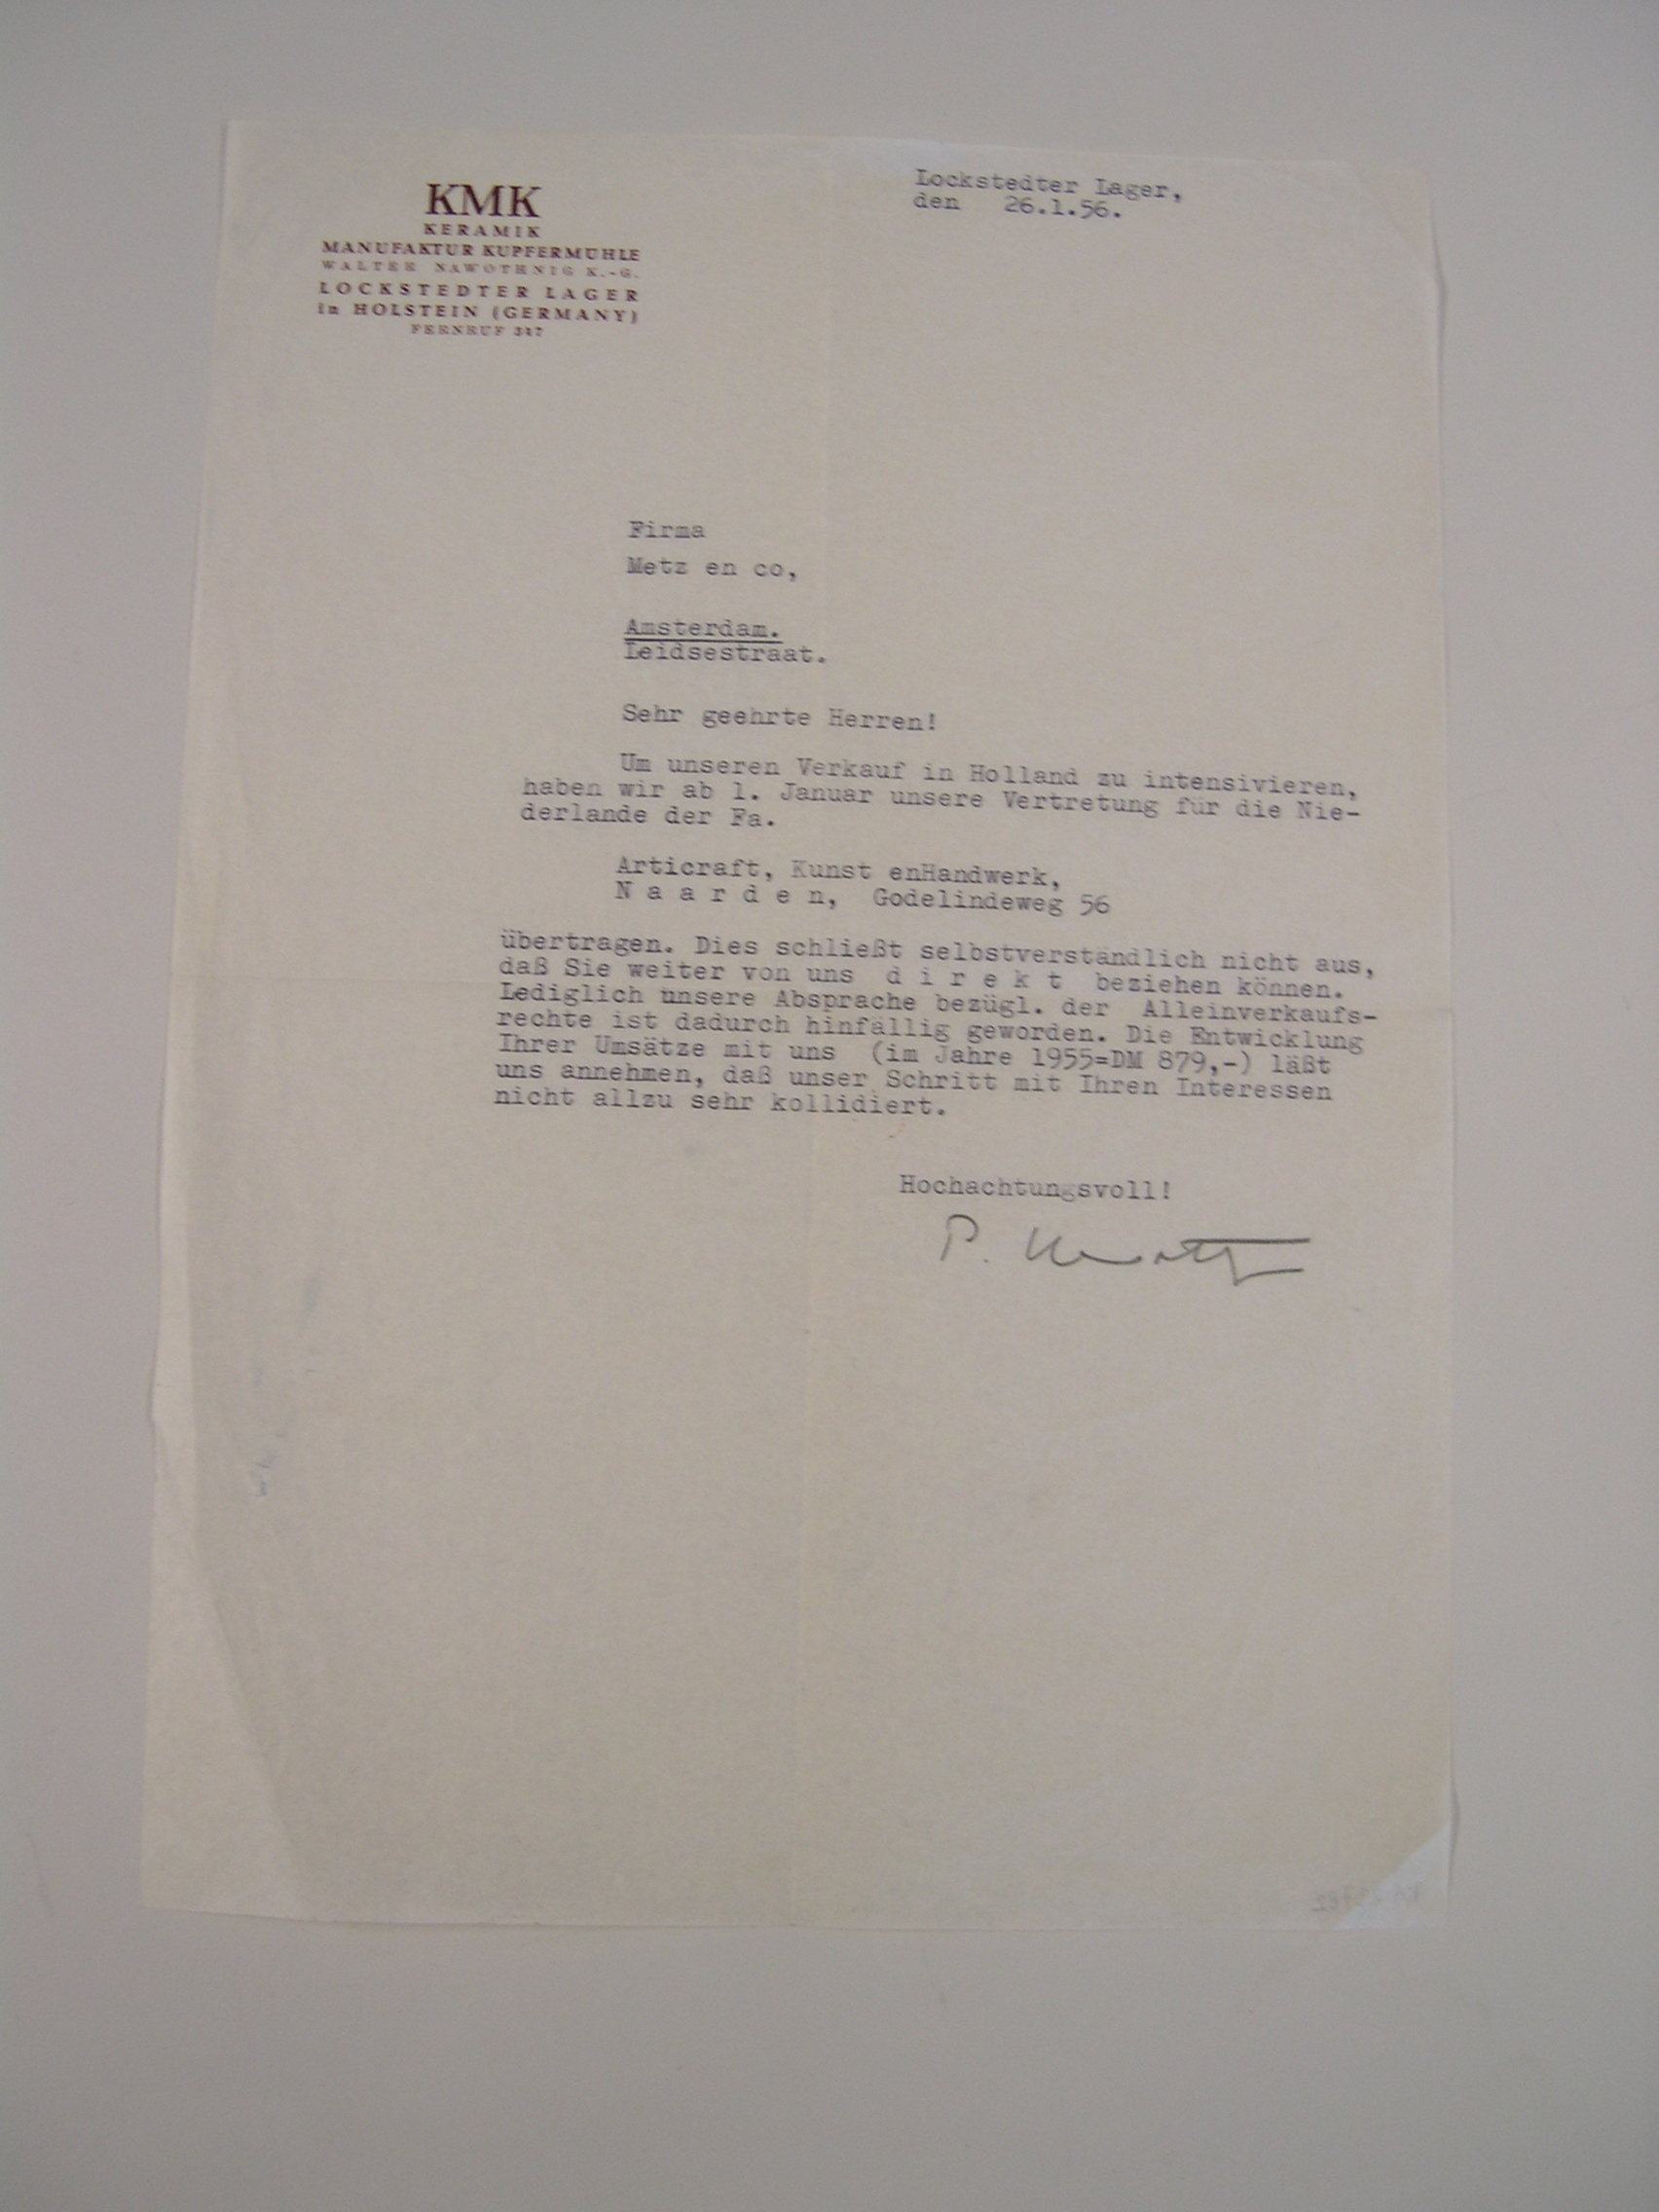 KMK
KERAMIK
MANUFAKTUR KUPFERMÜHLE
WALTER NAWOTHNIG K.-G.
LOCKSTEDTER LAGER
in HOLSTEIN (GERMANY)
FERNRUF 347
Lockstedter Lager,
den 26.1.56.
Firma
Metz en co,
Amsterdam.
Leidsestraat.
Sehr geehrte Herren!
Um unseren Verkauf in Holland zu intensivieren,
haben wir ab 1. Januar unsere Vertretung für die Nie-
derlande der Fa.
Articraft, Kunst enHandwerk,
N a a r d e n, Godelindeweg 56
übertragen. Dies schließt selbstverständlich nicht aus,
daß Sie weiter von uns d i r e k t beziehen können.
Lediglich unsere Absprache bezügl. der Alleinverkaufs-
rechte ist dadurch hinfällig geworden. Die Entwicklung
Ihrer Umsätze mit uns (im Jahre 1955=DM 879,-) läßt
uns annehmen, daß unser Schritt mit Ihren Interessen
nicht allzu sehr kollidiert.
Hochachtungsvoll!
P.